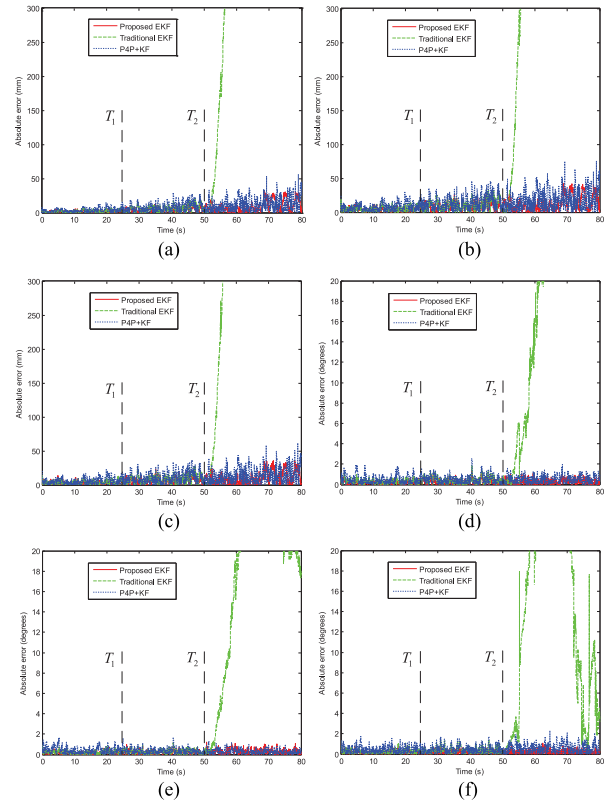 300
250
200
150
100
50
0
Absolute error (mm)
Proposed EKF
Traditional EKF
P4P+KF
T1
T2
0 10 20 30 40 50 60 70 80
Time (s)
(a)
300
250
200
150
100
50
0
Absolute error (mm)
Proposed EKF
Traditional EKF
P4P+KF
T1
T2
0 10 20 30 40 50 60 70 80
Time (s)
(b)
300
250
200
150
100
50
0
Absolute error (mm)
Proposed EKF
Traditional EKF
P4P+KF
T1
T2
0 10 20 30 40 50 60 70 80
Time (s)
(c)
20
18
16
14
12
10
8
6
4
2
0
Absolute error (degrees)
Proposed EKF
Traditional EKF
P4P+KF
T1
T2
0 10 20 30 40 50 60 70 80
Time (s)
(d)
20
18
16
14
12
10
8
6
4
2
0
Absolute error (degrees)
Proposed EKF
Traditional EKF
P4P+KF
T1
T2
0 10 20 30 40 50 60 70 80
Time (s)
(e)
20
18
16
14
12
10
8
6
4
2
0
Absolute error (degrees)
Proposed EKF
Traditional EKF
P4P+KF
T1
T2
0 10 20 30 40 50 60 70 80
Time (s)
(f)